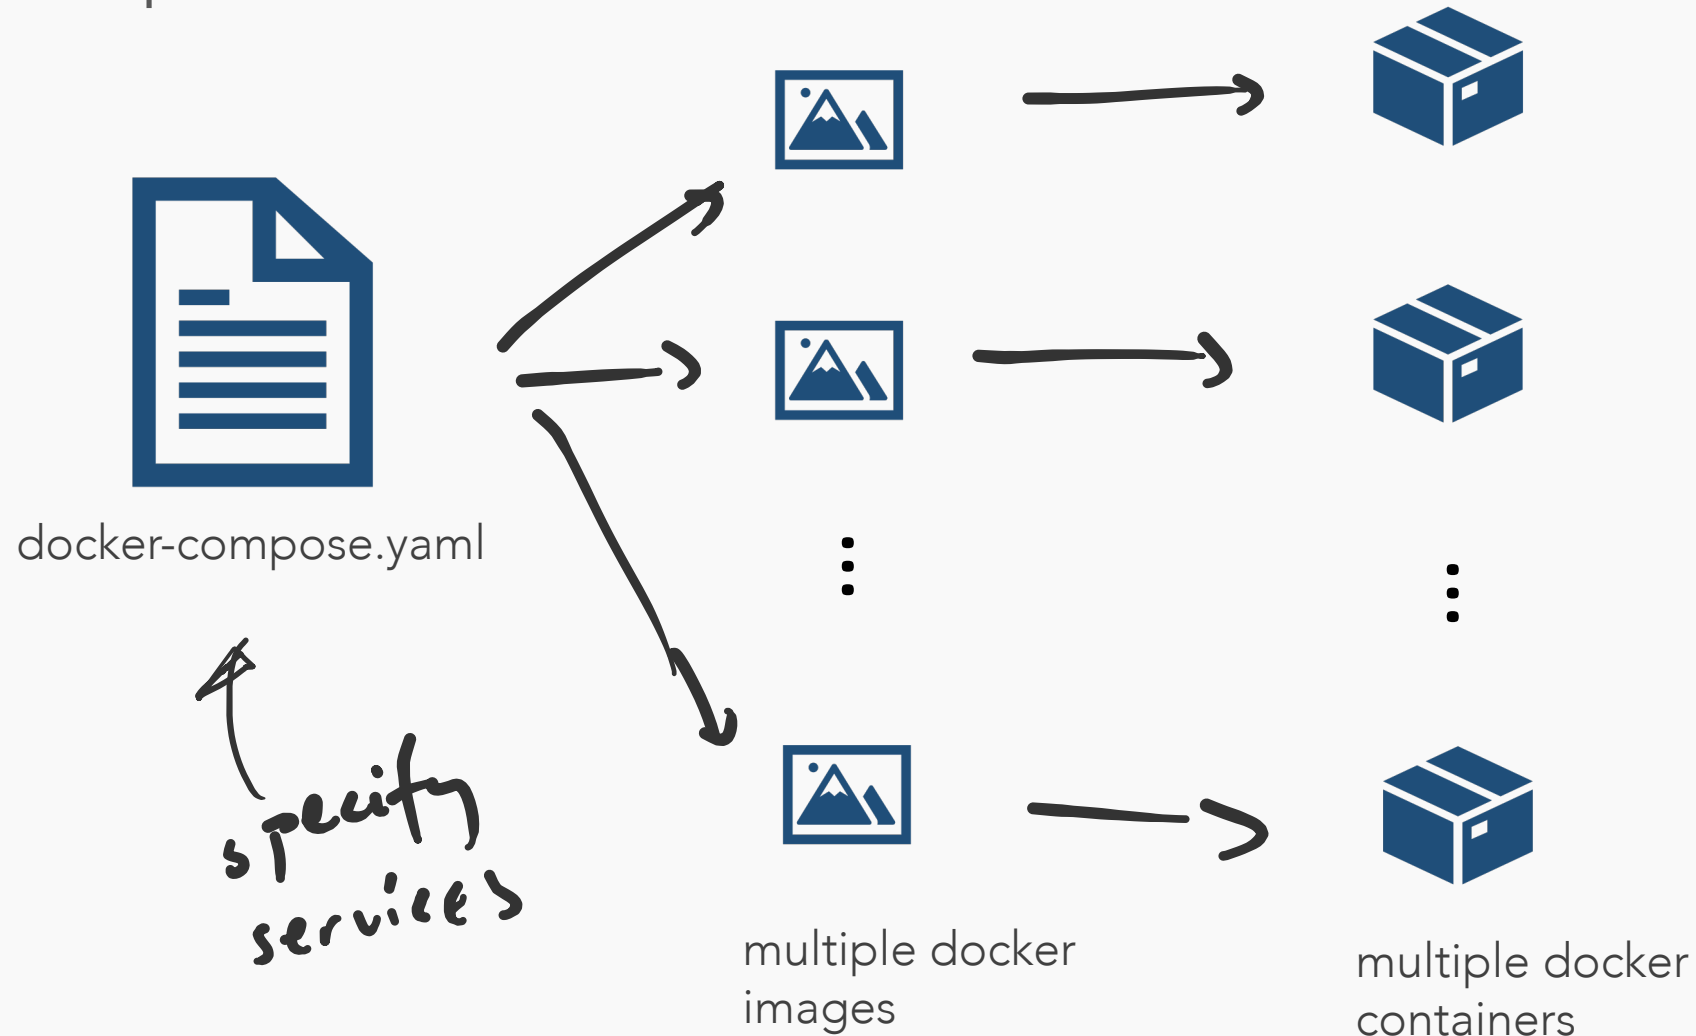 docker-compose.yaml
specify
services
multiple docker
images
multiple docker
containers